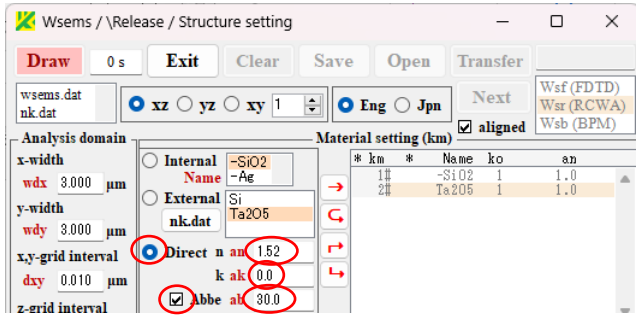 Wsems / \Release / Structure setting
Draw 0 s Exit Clear Save Open Transfer
wsems.dat
nk.dat
xz yz xy 1 Eng Jpn Next
aligned
Wsf (FDTD)
Wsr (RCWA)
Wsb (BPM)
Analysis domain
x-width
wdx 3.000 μm
y-width
wdy 3.000 μm
x,y-grid interval
dxy 0.010 μm
z-grid interval
Internal
Name
-SiO2
-Ag
External
nk.dat
Si
Ta2O5
Direct n an 1.52
k ak 0.0
Abbe ab 30.0
Material setting (km)
* km * Name ko an
1# -SiO2 1 1.0
2# Ta2O5 1 1.0